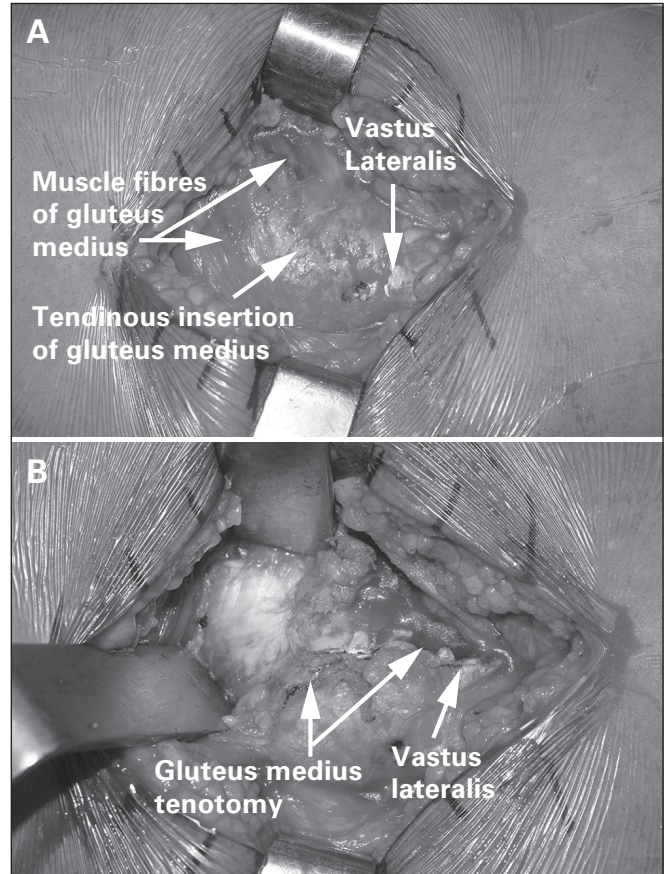 A
Vastus
Lateralis
Muscle fibres
of gluteus
medius
Tendinous insertion
of gluteus medius
B
Gluteus medius
tenotomy
Vastus
lateralis